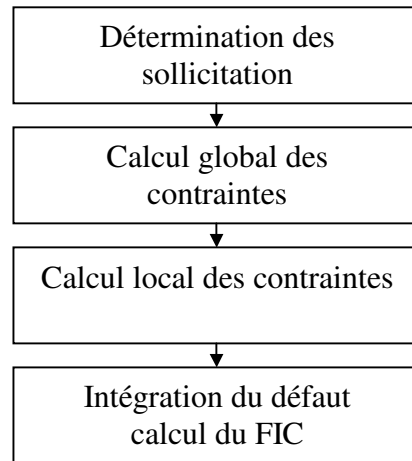 Détermination des
sollicitation
Calcul global des
contraintes
Calcul local des contraintes
Intégration du défaut
calcul du FIC